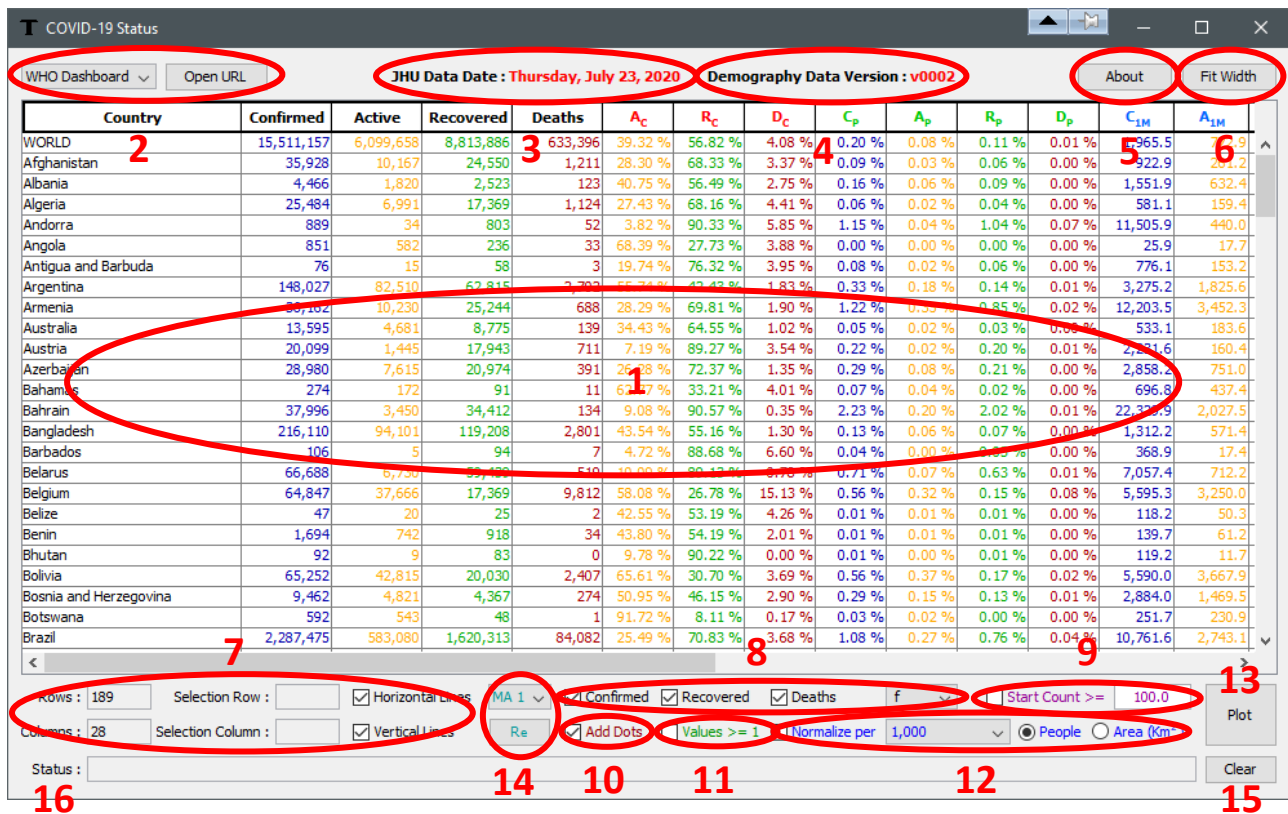 COVID-19 Status
WHO Dashboard Open URL JHU Data Date : Thursday, July 23, 2020 Demography Data Version : v0002 About Fit Width
Country Confirmed Active Recovered Deaths A_C R_C D_C C_P A_P R_P D_P C_1M A_1M
2 3 4 5 6
WORLD 15,511,157 6,099,658 8,813,886 633,396 39.32 % 56.82 % 4.08 % 0.20 % 0.08 % 0.11 % 0.01 % 1,965.5
Afghanistan 35,928 10,167 24,550 1,211 28.30 % 68.33 % 3.37 % 0.09 % 0.03 % 0.06 % 0.00 % 922.9
Albania 4,466 1,820 2,523 123 40.75 % 56.49 % 2.75 % 0.16 % 0.06 % 0.09 % 0.00 % 1,551.9 632.4
Algeria 25,484 6,991 17,369 1,124 27.43 % 68.16 % 4.41 % 0.06 % 0.02 % 0.04 % 0.00 % 581.1 159.4
Andorra 889 34 803 52 3.82 % 90.33 % 5.85 % 1.15 % 0.04 % 1.04 % 0.07 % 11,505.9 440.0
Angola 851 582 236 33 68.39 % 27.73 % 3.88 % 0.00 % 0.00 % 0.00 % 0.00 % 25.9 17.7
Antigua and Barbuda 76 15 58 3 19.74 % 76.32 % 3.95 % 0.08 % 0.02 % 0.06 % 0.00 % 776.1 153.2
Argentina 148,027 82,510 62,815 1.83 % 0.33 % 0.18 % 0.14 % 0.01 % 3,275.2 1,825.6
Armenia 10,230 25,244 688 28.29 % 69.81 % 1.90 % 1.22 % 0.85 % 0.02 % 12,203.5 3,452.3
Australia 13,595 4,681 8,775 139 34.43 % 64.55 % 1.02 % 0.05 % 0.02 % 0.03 % 0.00 % 533.1 183.6
Austria 20,099 1,445 17,943 711 7.19 % 89.27 % 3.54 % 0.22 % 0.02 % 0.20 % 0.01 % 160.4
Azerbaijan 28,980 7,615 20,974 391 26.28 % 72.37 % 1.35 % 0.29 % 0.08 % 0.21 % 0.00 % 2,858.2 751.0
1
Bahamas 274 172 91 11 33.21 % 4.01 % 0.07 % 0.04 % 0.02 % 0.00 % 696.8 437.4
Bahrain 37,996 3,450 34,412 134 9.08 % 90.57 % 0.35 % 2.23 % 0.20 % 2.02 % 0.01 % 2,027.5
Bangladesh 216,110 94,101 119,208 2,801 43.54 % 55.16 % 1.30 % 0.13 % 0.06 % 0.07 % 0.00 % 1,312.2 571.4
Barbados 106 5 94 7 4.72 % 88.68 % 6.60 % 0.04 % 0.00 % 368.9 17.4
Belarus 66,688 0.71 % 0.07 % 0.63 % 0.01 % 7,057.4 712.2
Belgium 64,847 37,666 17,369 9,812 58.08 % 26.78 % 15.13 % 0.56 % 0.32 % 0.15 % 0.08 % 5,595.3 3,250.0
Belize 47 20 25 2 42.55 % 53.19 % 4.26 % 0.01 % 0.01 % 0.01 % 0.00 % 118.2 50.3
Benin 1,694 742 918 34 43.80 % 54.19 % 2.01 % 0.01 % 0.01 % 0.01 % 0.00 % 139.7 61.2
Bhutan 92 9 83 0 9.78 % 90.22 % 0.00 % 0.01 % 0.00 % 0.01 % 0.00 % 119.2 11.7
Bolivia 65,252 42,815 20,030 2,407 65.61 % 30.70 % 3.69 % 0.56 % 0.37 % 0.17 % 0.02 % 5,590.0 3,667.9
Bosnia and Herzegovina 9,462 4,821 4,367 274 50.95 % 46.15 % 2.90 % 0.29 % 0.15 % 0.13 % 0.01 % 2,884.0 1,469.5
Botswana 592 543 48 1 91.72 % 8.11 % 0.17 % 0.03 % 0.02 % 0.00 % 0.00 % 251.7 230.9
Brazil 2,287,475 583,080 1,620,313 84,082 25.49 % 70.83 % 3.68 % 1.08 % 0.27 % 0.76 % 0.04 % 10,761.6 2,743.1
7 8 9 13
Rows : 189 Selection Row : Horizontal Lines MA 1 Confirmed Recovered Deaths f Start Count >= 100.0 Plot
Columns : 28 Selection Column : Vertical Lines Re Add Dots Values >= 1 Normalize per 1,000 People Area (Km²)
Status : Clear
16 14 10 11 12 15